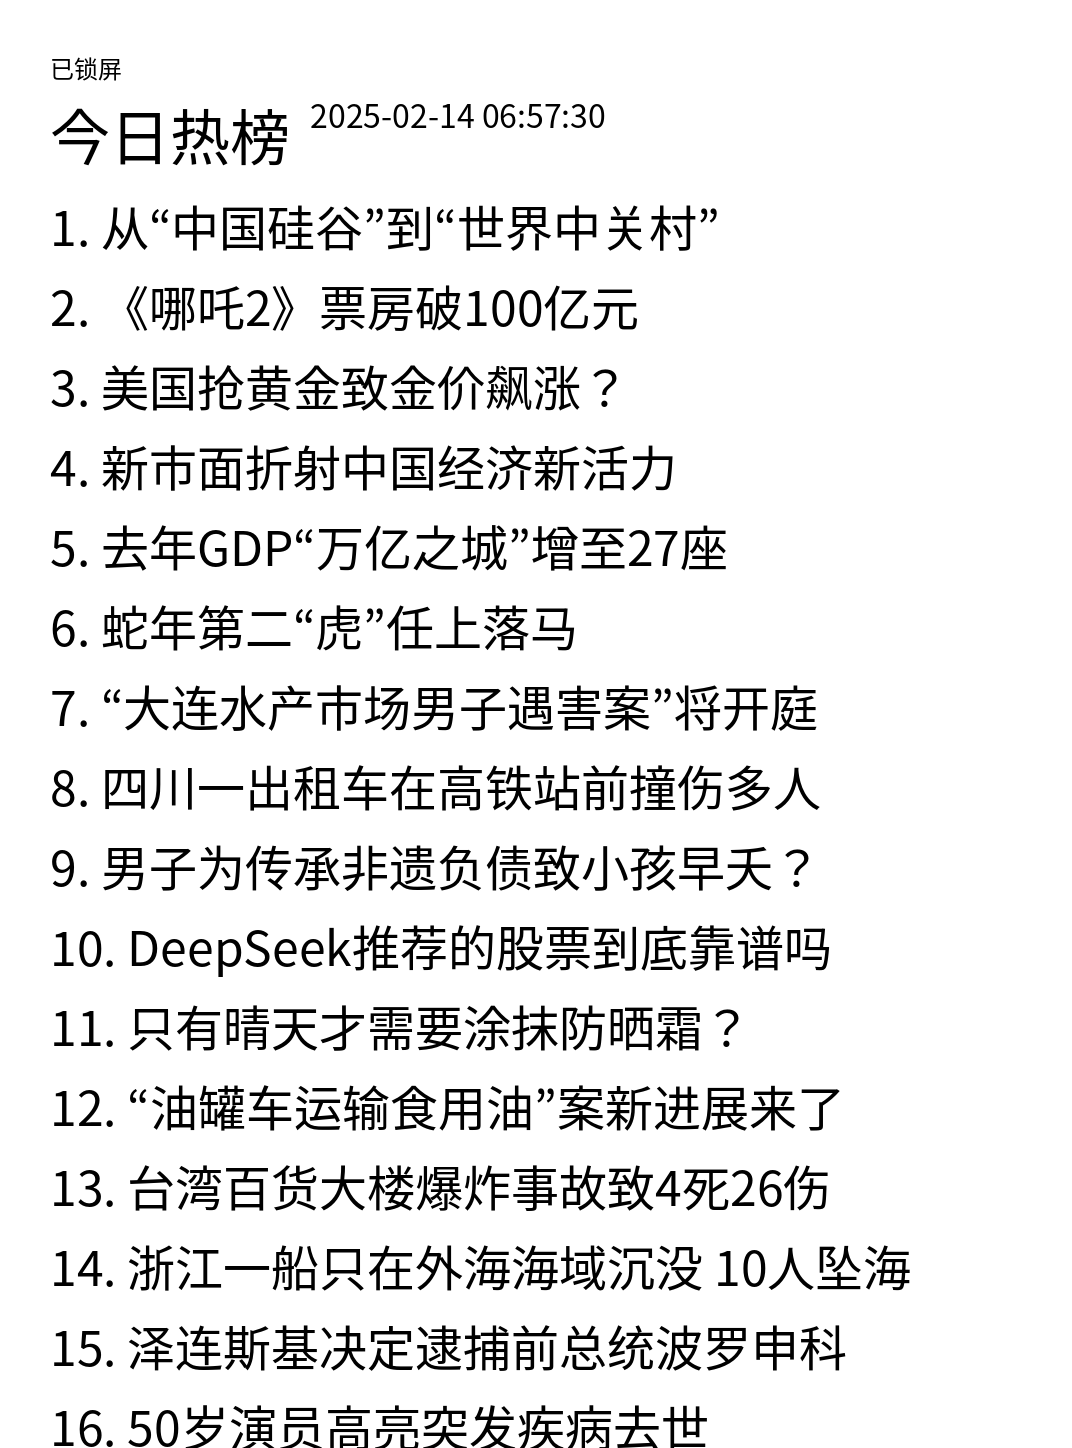 已锁屏
今日热榜 2025-02-14 06:57:30
1. 从“中国硅谷”到“世界中关村”
2. 《哪吒2》票房破100亿元
3. 美国抢黄金致金价飙涨？
4. 新市面折射中国经济新活力
5. 去年GDP“万亿之城”增至27座
6. 蛇年第二“虎”任上落马
7. “大连水产市场男子遇害案”将开庭
8. 四川一出租车在高铁站前撞伤多人
9. 男子为传承非遗负债致小孩早夭？
10. DeepSeek推荐的股票到底靠谱吗
11. 只有晴天才需要涂抹防晒霜？
12. “油罐车运输食用油”案新进展来了
13. 台湾百货大楼爆炸事故致4死26伤
14. 浙江一船只在外海海域沉没 10人坠海
15. 泽连斯基决定逮捕前总统波罗申科
16. 50岁演员高亮突发疾病去世